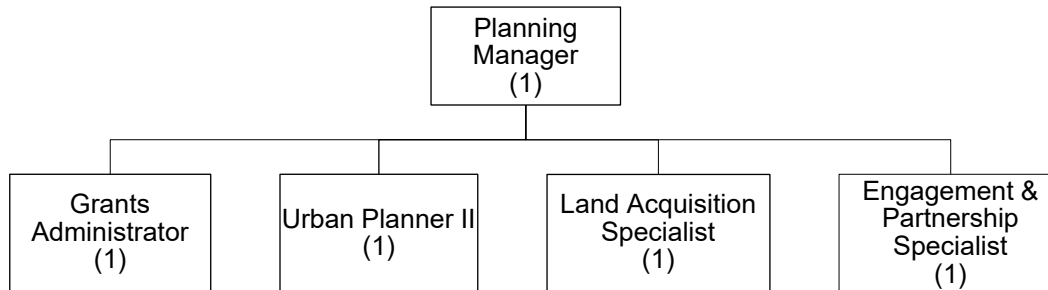 Planning
Manager
(1)
Grants
Administrator
(1)
Urban Planner II
(1)
Land Acquisition
Specialist
(1)
Engagement &
Partnership
Specialist
(1)